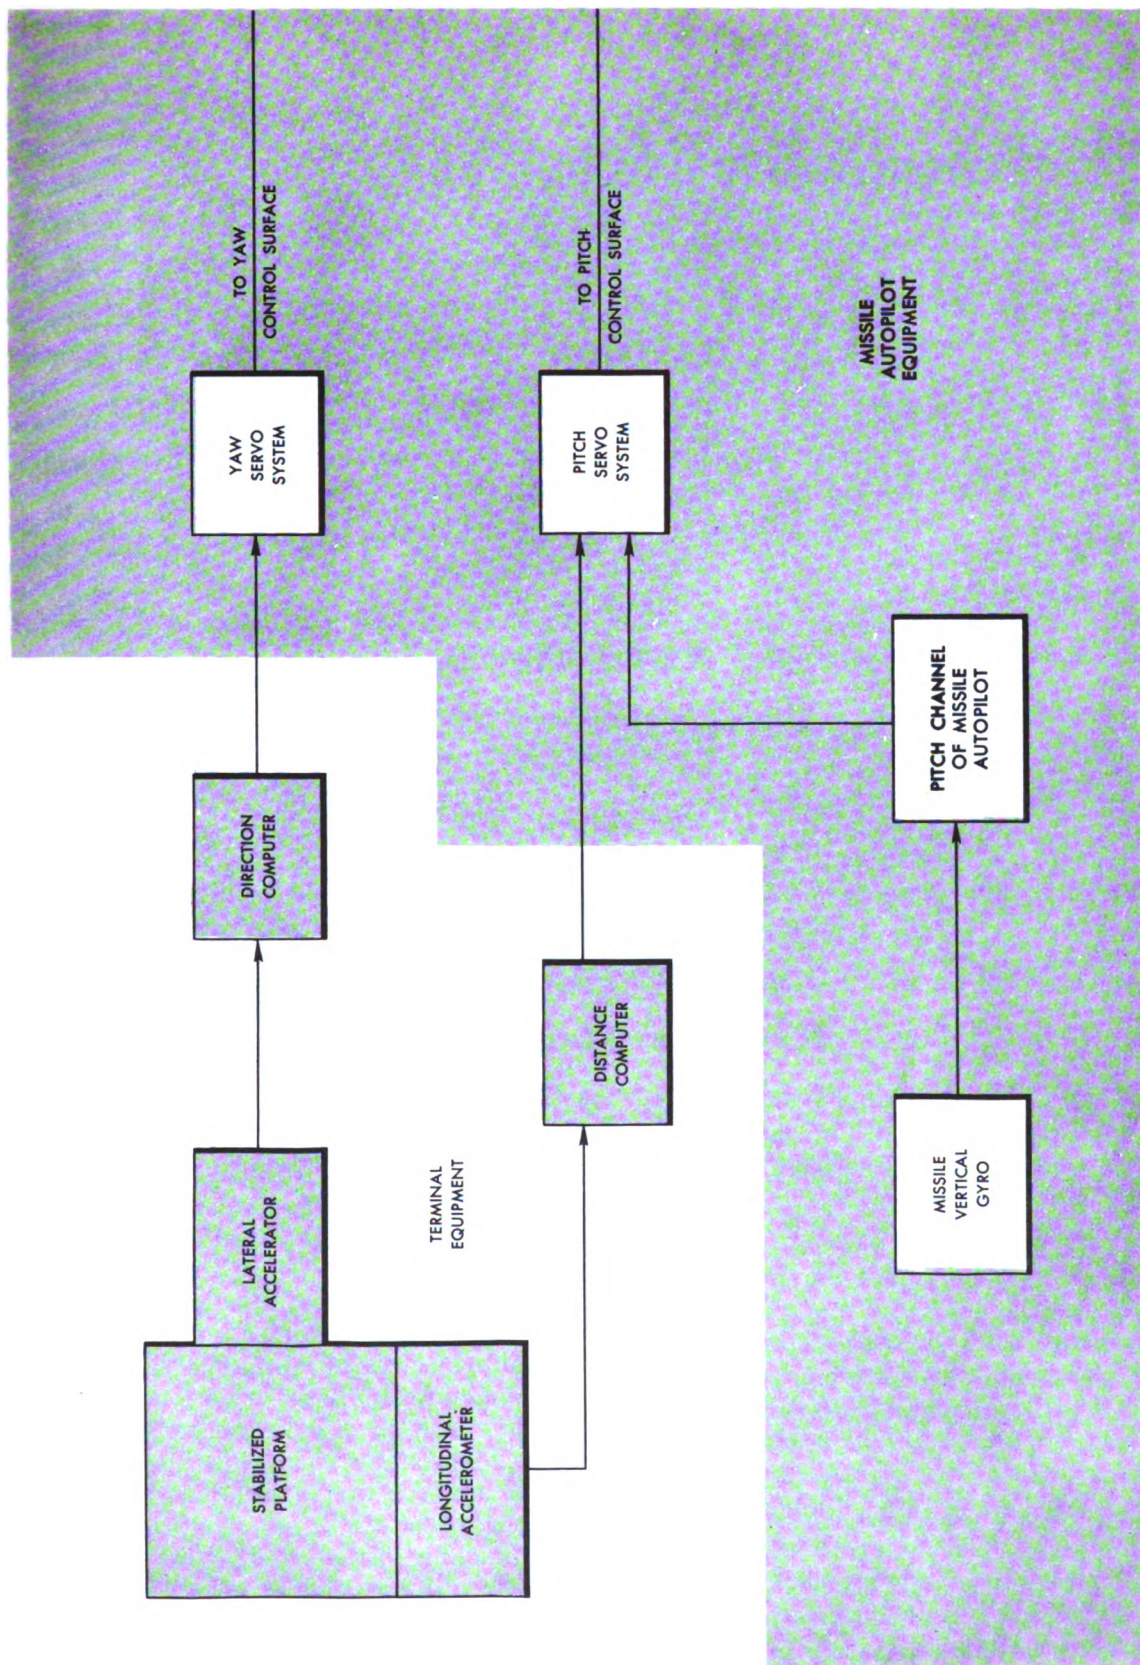 STABILIZED
PLATFORM
LATERAL
ACCELERATOR
DIRECTION
COMPUTER
YAW
SERVO
SYSTEM
TO YAW
CONTROL SURFACE
LONGITUDINAL
ACCELEROMETER
TERMINAL
EQUIPMENT
DISTANCE
COMPUTER
PITCH
SERVO
SYSTEM
TO PITCH
CONTROL SURFACE
MISSILE
VERTICAL
GYRO
PITCH CHANNEL
OF MISSILE
AUTOPILOT
MISSILE
AUTOPILOT
EQUIPMENT